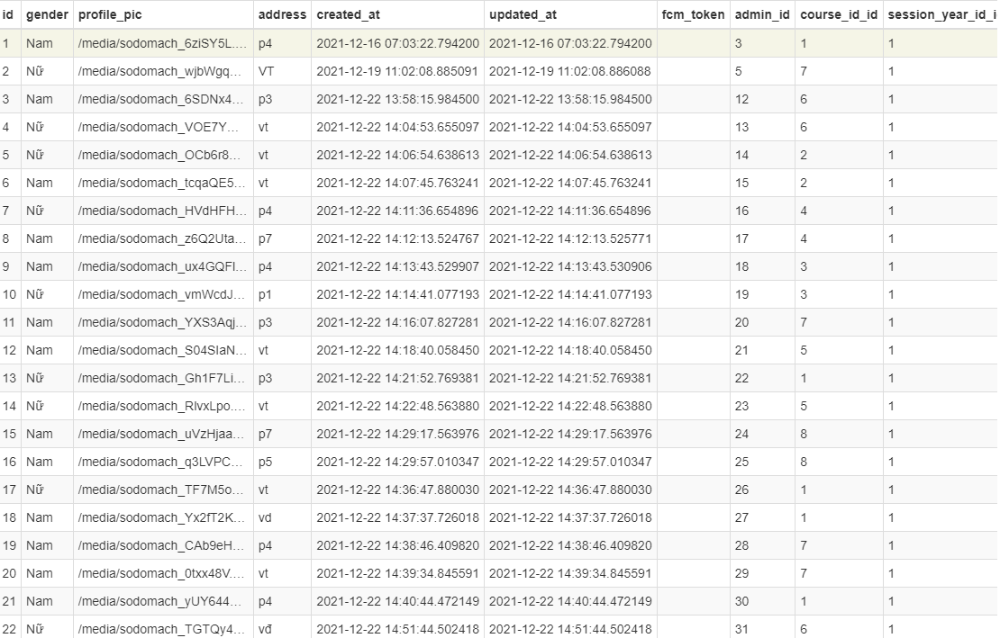 id gender profile_pic address created_at updated_at fcm_token admin_id course_id_id session_year_id_i
1 Nam /media/sodomach_6ziSY5L.... p4 2021-12-16 07:03:22.794200 2021-12-16 07:03:22.794200 3 1 1
2 Nữ /media/sodomach_wjbWgq... VT 2021-12-19 11:02:08.885091 2021-12-19 11:02:08.886088 5 7 1
3 Nam /media/sodomach_6SDNx4... p3 2021-12-22 13:58:15.984500 2021-12-22 13:58:15.984500 12 6 1
4 Nữ /media/sodomach_VOE7Y... vt 2021-12-22 14:04:53.655097 2021-12-22 14:04:53.655097 13 6 1
5 Nữ /media/sodomach_OCb6r8... vt 2021-12-22 14:06:54.638613 2021-12-22 14:06:54.638613 14 2 1
6 Nam /media/sodomach_tcqaQE5... vt 2021-12-22 14:07:45.763241 2021-12-22 14:07:45.763241 15 2 1
7 Nữ /media/sodomach_HVdHFH... p4 2021-12-22 14:11:36.654896 2021-12-22 14:11:36.654896 16 4 1
8 Nam /media/sodomach_z6Q2Uta... p7 2021-12-22 14:12:13.524767 2021-12-22 14:12:13.525771 17 4 1
9 Nam /media/sodomach_ux4GQFI... p4 2021-12-22 14:13:43.529907 2021-12-22 14:13:43.530906 18 3 1
10 Nữ /media/sodomach_vmWcdJ... p1 2021-12-22 14:14:41.077193 2021-12-22 14:14:41.077193 19 3 1
11 Nam /media/sodomach_YXS3Aqj... p3 2021-12-22 14:16:07.827281 2021-12-22 14:16:07.827281 20 7 1
12 Nam /media/sodomach_S04SIaN... vt 2021-12-22 14:18:40.058450 2021-12-22 14:18:40.058450 21 5 1
13 Nữ /media/sodomach_Gh1F7Li... p3 2021-12-22 14:21:52.769381 2021-12-22 14:21:52.769381 22 1 1
14 Nữ /media/sodomach_RlvxLpo.... vt 2021-12-22 14:22:48.563880 2021-12-22 14:22:48.563880 23 5 1
15 Nam /media/sodomach_uVzHjaa... p7 2021-12-22 14:29:17.563976 2021-12-22 14:29:17.563976 24 8 1
16 Nam /media/sodomach_q3LVPC... p5 2021-12-22 14:29:57.010347 2021-12-22 14:29:57.010347 25 8 1
17 Nữ /media/sodomach_TF7M5o... vt 2021-12-22 14:36:47.880030 2021-12-22 14:36:47.880030 26 1 1
18 Nam /media/sodomach_Yx2fT2K... vd 2021-12-22 14:37:37.726018 2021-12-22 14:37:37.726018 27 1 1
19 Nam /media/sodomach_CAb9eH... p4 2021-12-22 14:38:46.409820 2021-12-22 14:38:46.409820 28 7 1
20 Nam /media/sodomach_0txx48V.... vt 2021-12-22 14:39:34.845591 2021-12-22 14:39:34.845591 29 7 1
21 Nam /media/sodomach_yUY644... p4 2021-12-22 14:40:44.472149 2021-12-22 14:40:44.472149 30 1 1
22 Nữ /media/sodomach_TGTQy4... vđ 2021-12-22 14:51:44.502418 2021-12-22 14:51:44.502418 31 6 1